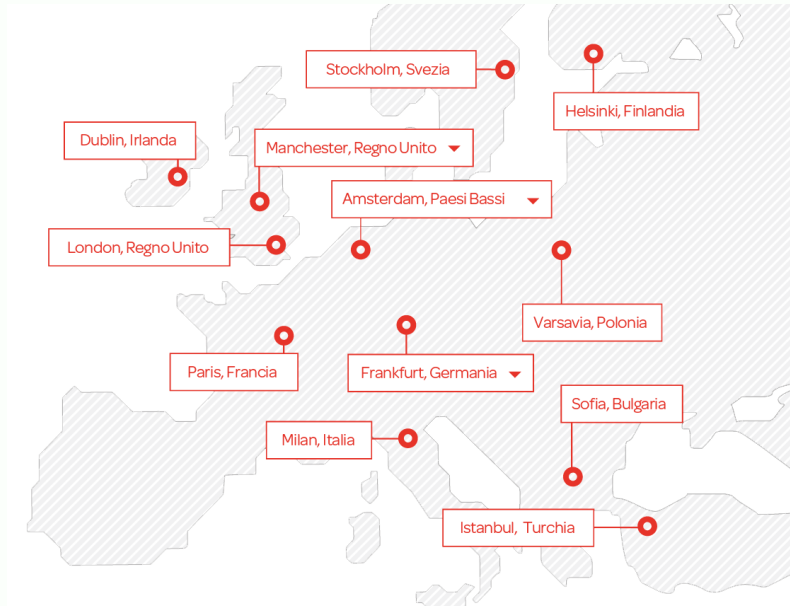 Stockholm, Svezia
Helsinki, Finlandia
Dublin, Irlanda
Manchester, Regno Unito
Amsterdam, Paesi Bassi
London, Regno Unito
Varsavia, Polonia
Paris, Francia
Frankfurt, Germania
Sofia, Bulgaria
Milan, Italia
Istanbul, Turchia